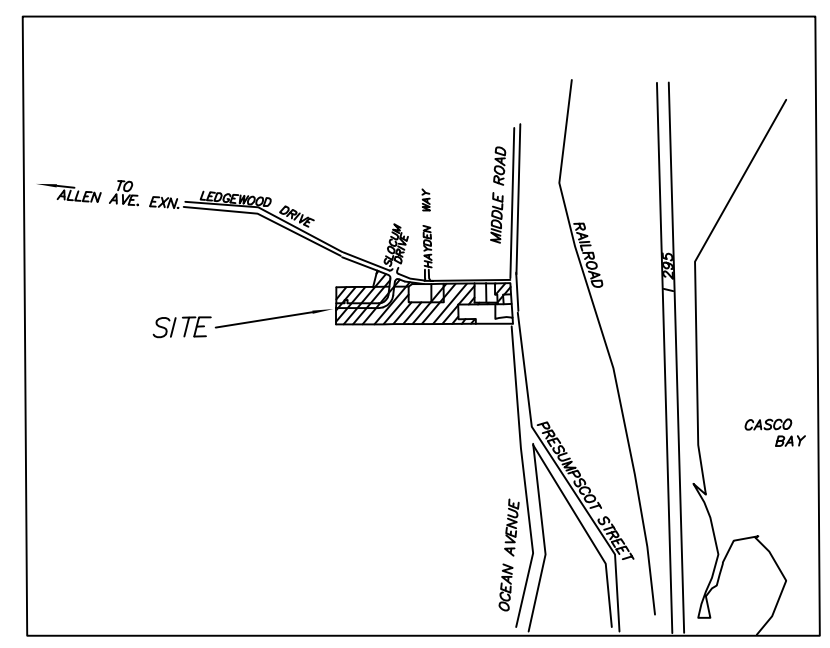 TO
ALLEN AVE. EXN.
LEDGEWOOD DRIVE
SLOCUM
DRIVE
HAYDEN WAY
MIDDLE ROAD
RAILROAD
I 295
SITE
CASCO
BAY
PRESUMPSCOT STREET
OCEAN AVENUE